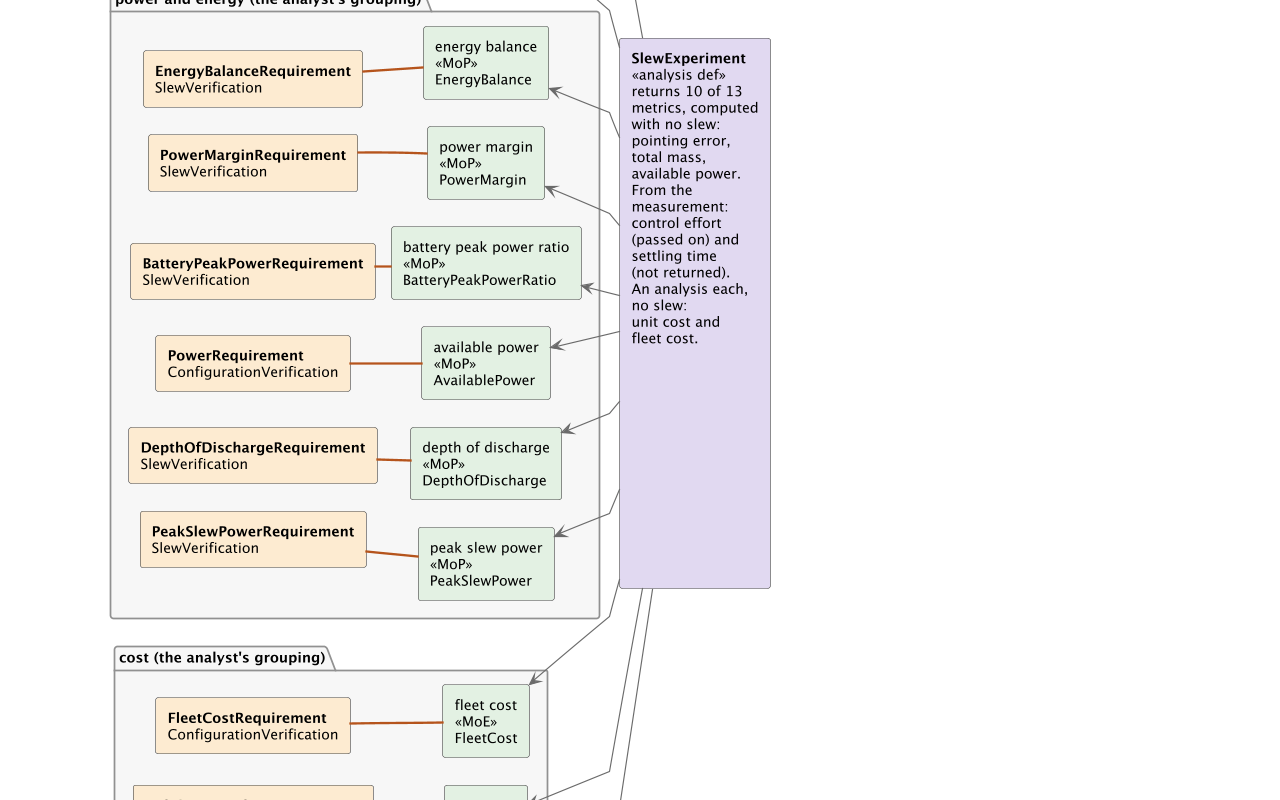 power and energy (the analyst's grouping)
EnergyBalanceRequirement
SlewVerification
energy balance
«MoP»
EnergyBalance
PowerMarginRequirement
SlewVerification
power margin
«MoP»
PowerMargin
BatteryPeakPowerRequirement
SlewVerification
battery peak power ratio
«MoP»
BatteryPeakPowerRatio
PowerRequirement
ConfigurationVerification
available power
«MoP»
AvailablePower
DepthOfDischargeRequirement
SlewVerification
depth of discharge
«MoP»
DepthOfDischarge
PeakSlewPowerRequirement
SlewVerification
peak slew power
«MoP»
PeakSlewPower
SlewExperiment
«analysis def»
returns 10 of 13
metrics, computed
with no slew:
pointing error,
total mass,
available power.
From the
measurement:
control effort
(passed on) and
settling time
(not returned).
An analysis each,
no slew:
unit cost and
fleet cost.
cost (the analyst's grouping)
FleetCostRequirement
ConfigurationVerification
fleet cost
«MoE»
FleetCost